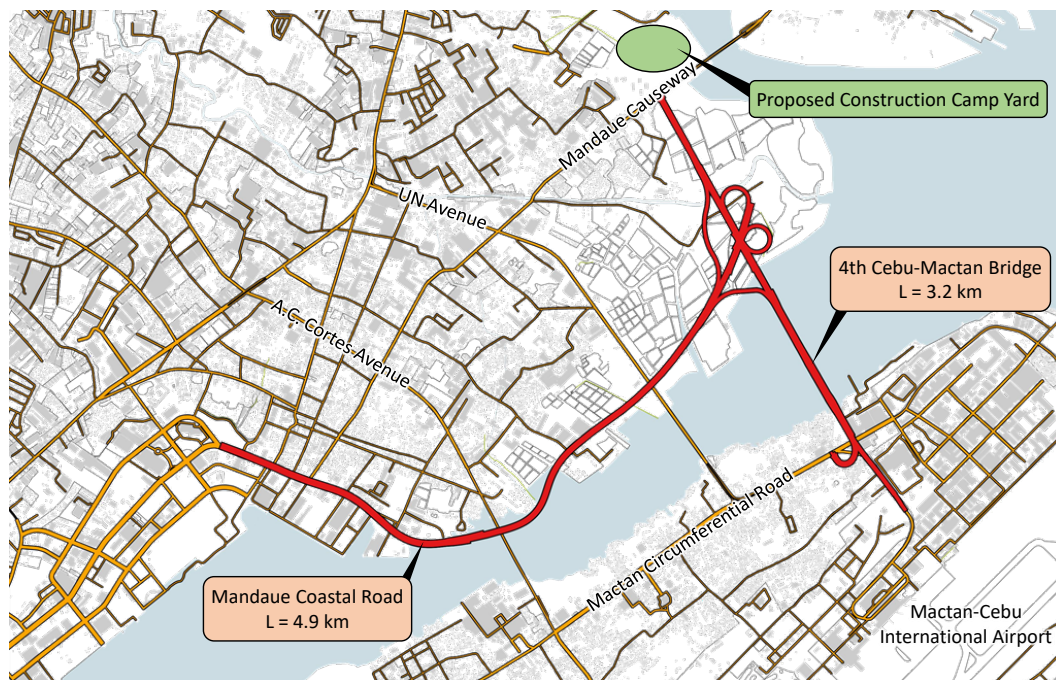 Proposed Construction Camp Yard
Mandaue Causeway
UN Avenue
4th Cebu-Mactan Bridge
L = 3.2 km
A.C. Cortes Avenue
Mactan Circumferential Road
Mandaue Coastal Road
L = 4.9 km
Mactan-Cebu
International Airport